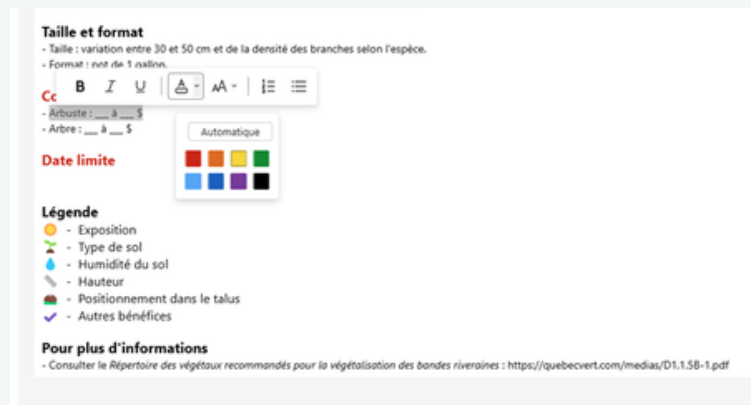 Taille et format
- Taille : variation entre 30 et 50 cm et de la densité des branches selon l'espèce.
- Format : pot de 1 gallon.
B I U A AA
Co
- Arbuste : __ à __ $
- Arbre : __ à __ $
Automatique
Date limite
Légende
- Exposition
- Type de sol
- Humidité du sol
- Hauteur
- Positionnement dans le talus
- Autres bénéfices
Pour plus d'informations
- Consulter le Répertoire des végétaux recommandés pour la végétalisation des bandes riveraines : https://quebecvert.com/medias/D1.1.5B-1.pdf